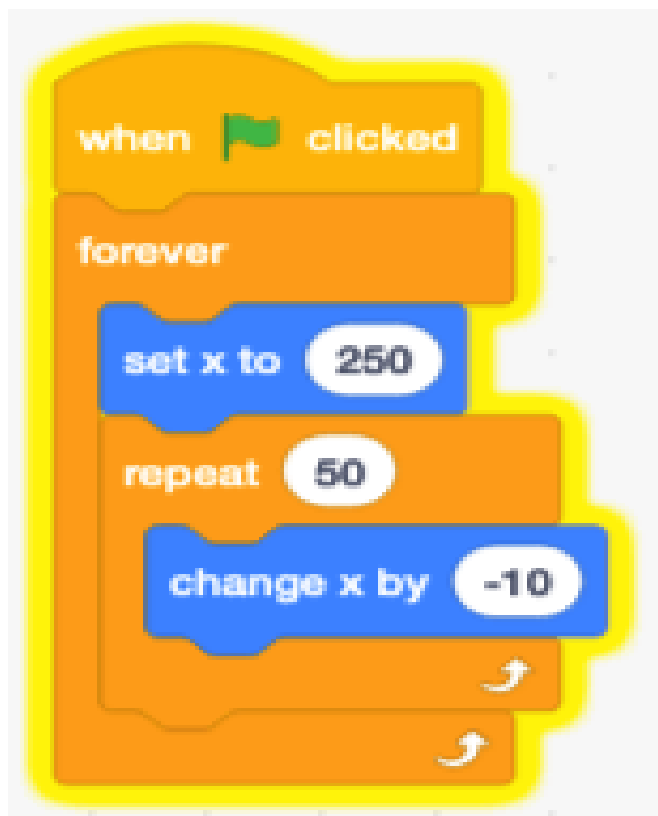 when clicked
forever
set x to 250
repeat 50
change x by -10